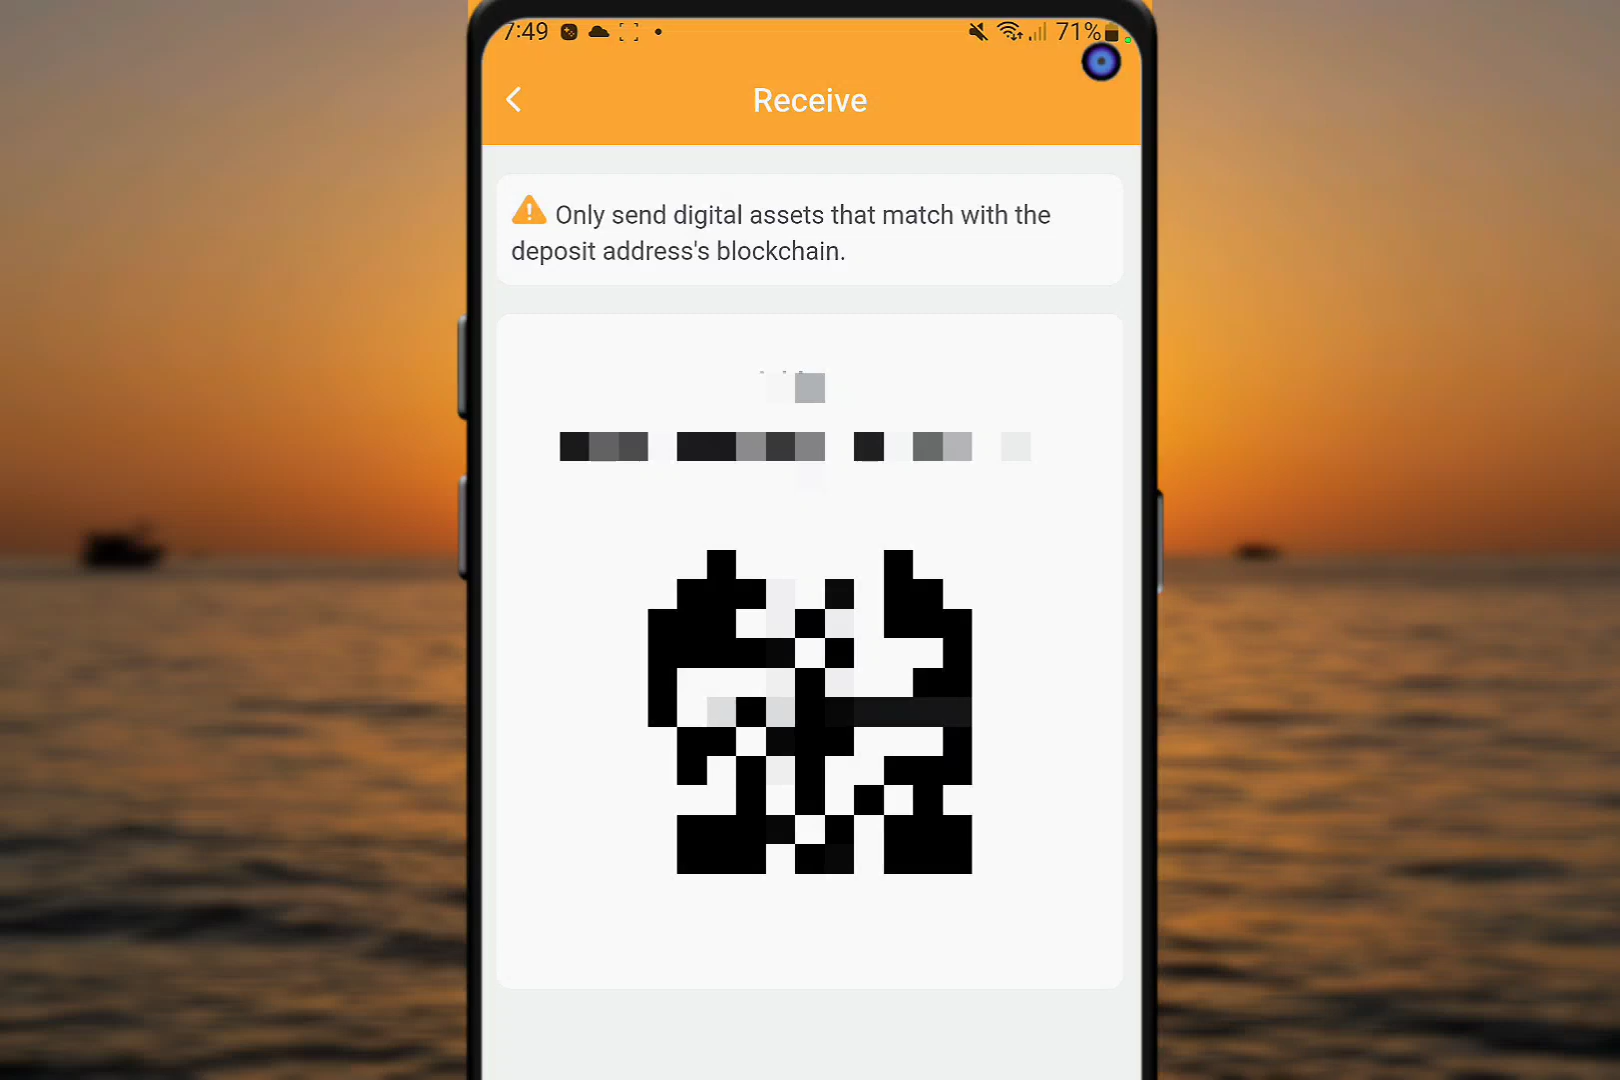 7:49
71%
Receive
Only send digital assets that match with the
deposit address's blockchain.